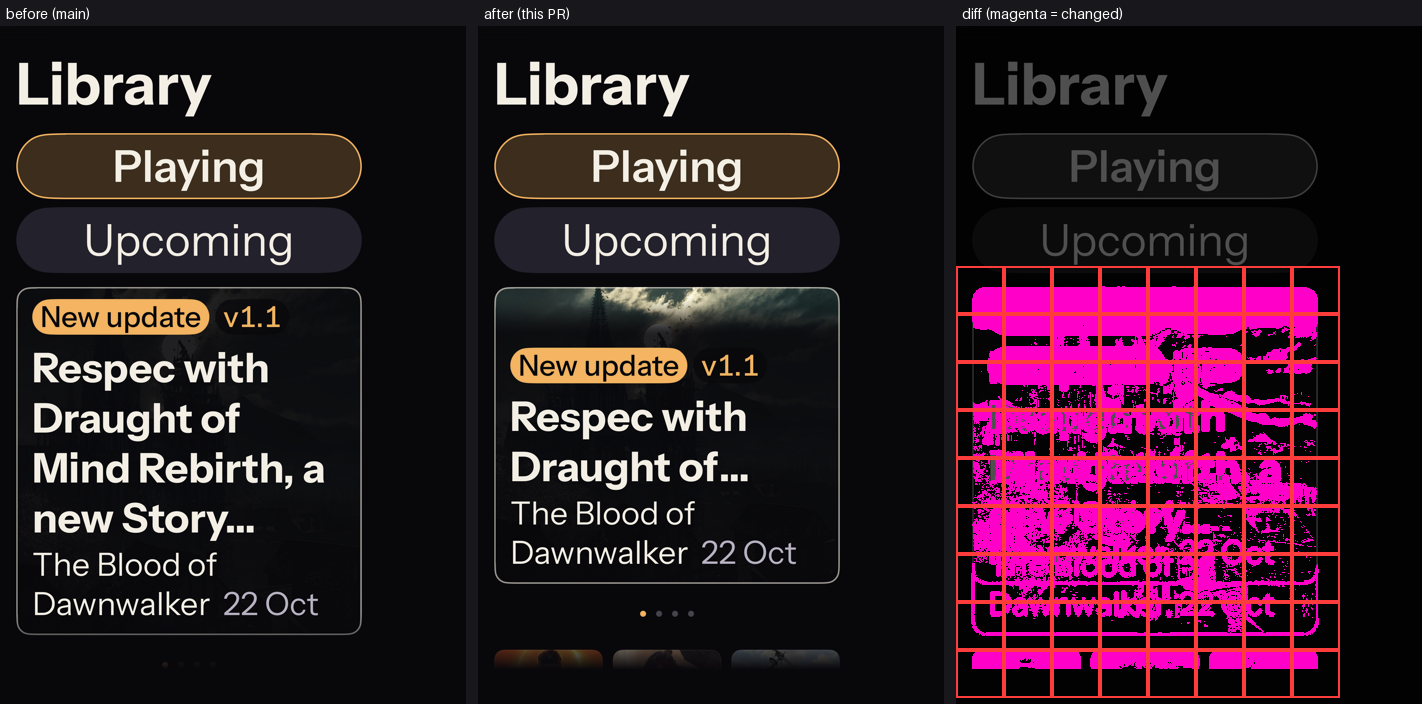 before (main)
Library
Playing
Upcoming
New update v1.1
Respec with
Draught of
Mind Rebirth, a
new Story...
The Blood of
Dawnwalker 22 Oct
after (this PR)
Library
Playing
Upcoming
New update v1.1
Respec with
Draught of...
The Blood of
Dawnwalker 22 Oct
diff (magenta = changed)
Library
Playing
Upcoming